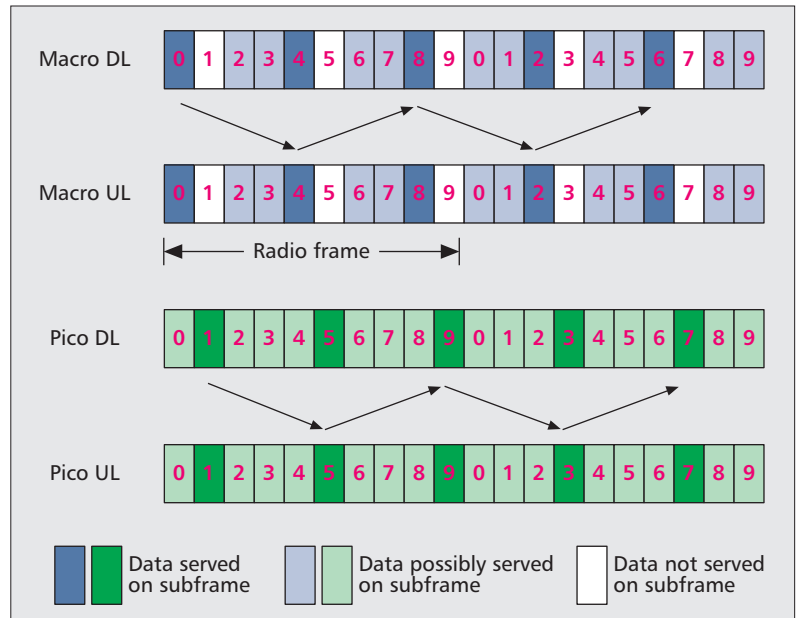 Macro DL 0 1 2 3 4 5 6 7 8 9 0 1 2 3 4 5 6 7 8 9
Macro UL 0 1 2 3 4 5 6 7 8 9 0 1 2 3 4 5 6 7 8 9
Radio frame
Pico DL 0 1 2 3 4 5 6 7 8 9 0 1 2 3 4 5 6 7 8 9
Pico UL 0 1 2 3 4 5 6 7 8 9 0 1 2 3 4 5 6 7 8 9
Data served
on subframe
Data possibly served
on subframe
Data not served
on subframe